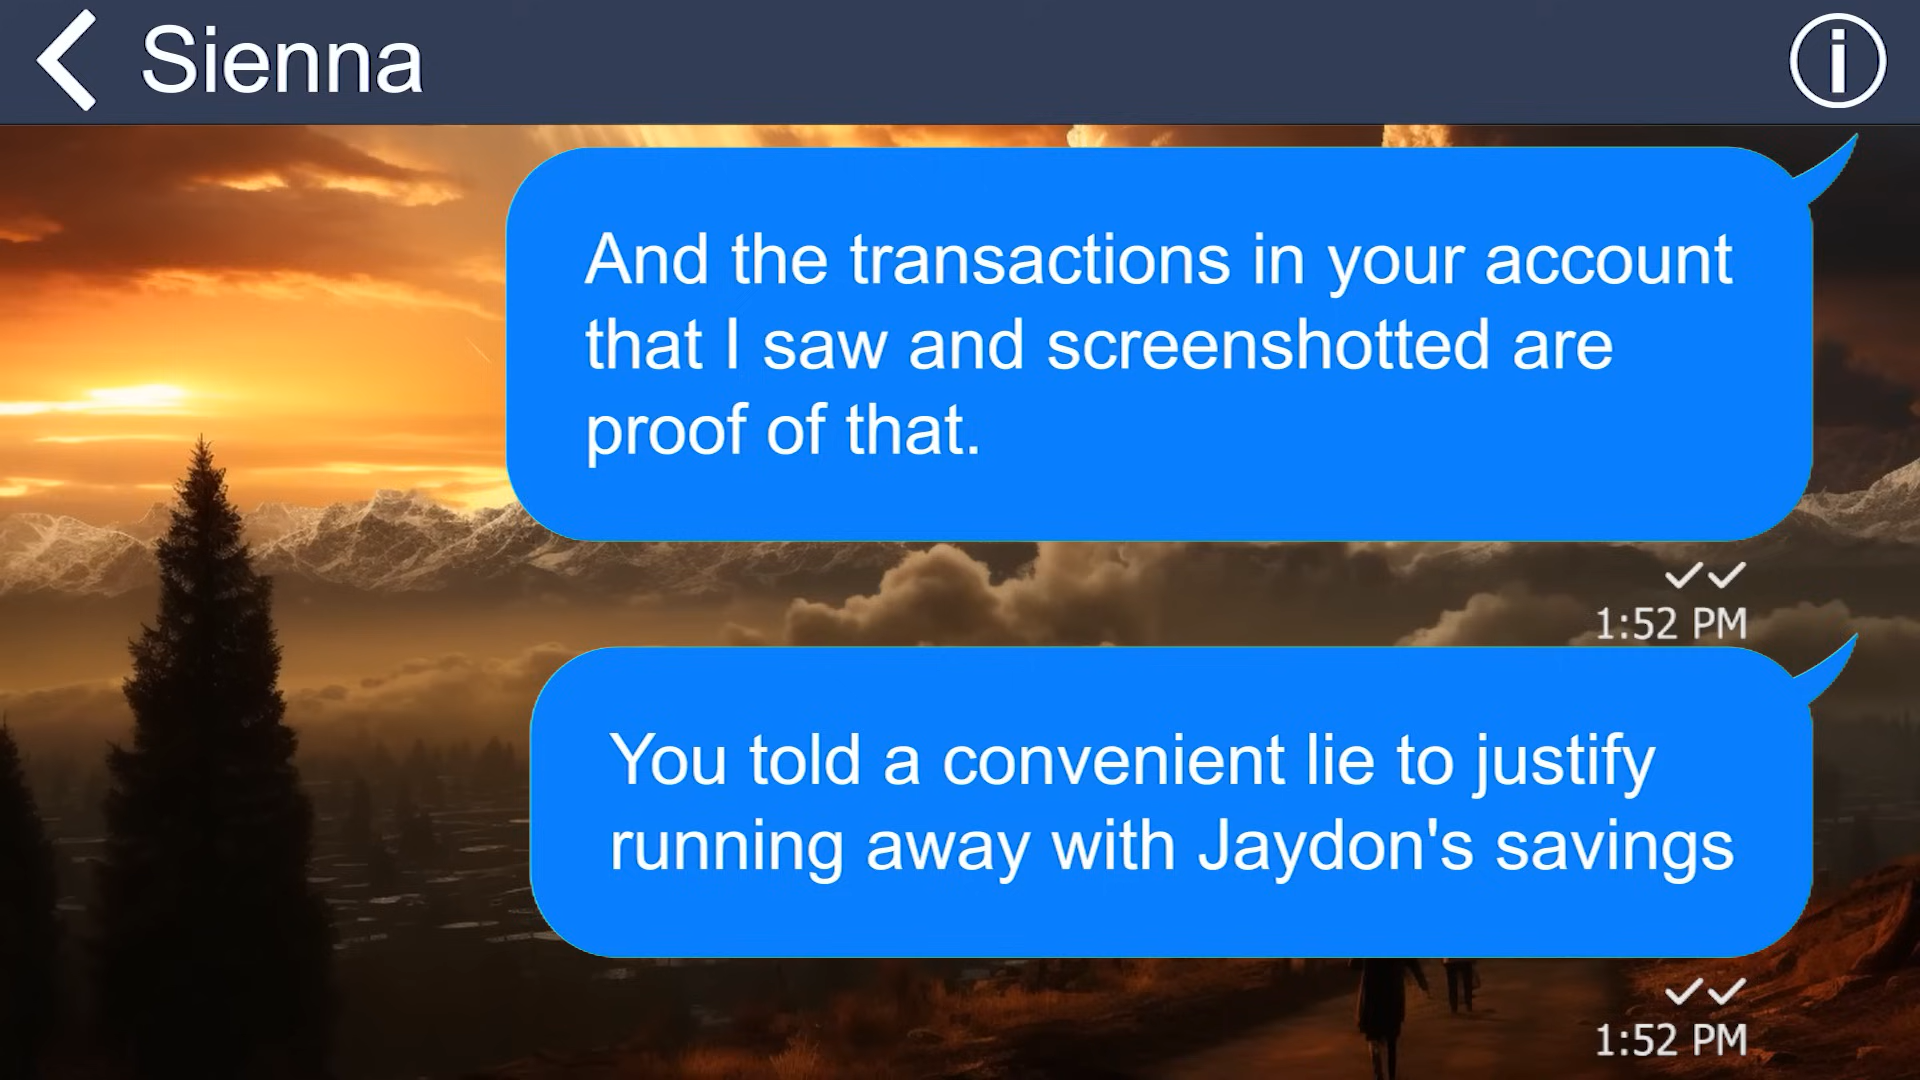 Sienna
And the transactions in your account
that I saw and screenshotted are
proof of that.
1:52 PM
You told a convenient lie to justify
running away with Jaydon's savings
1:52 PM